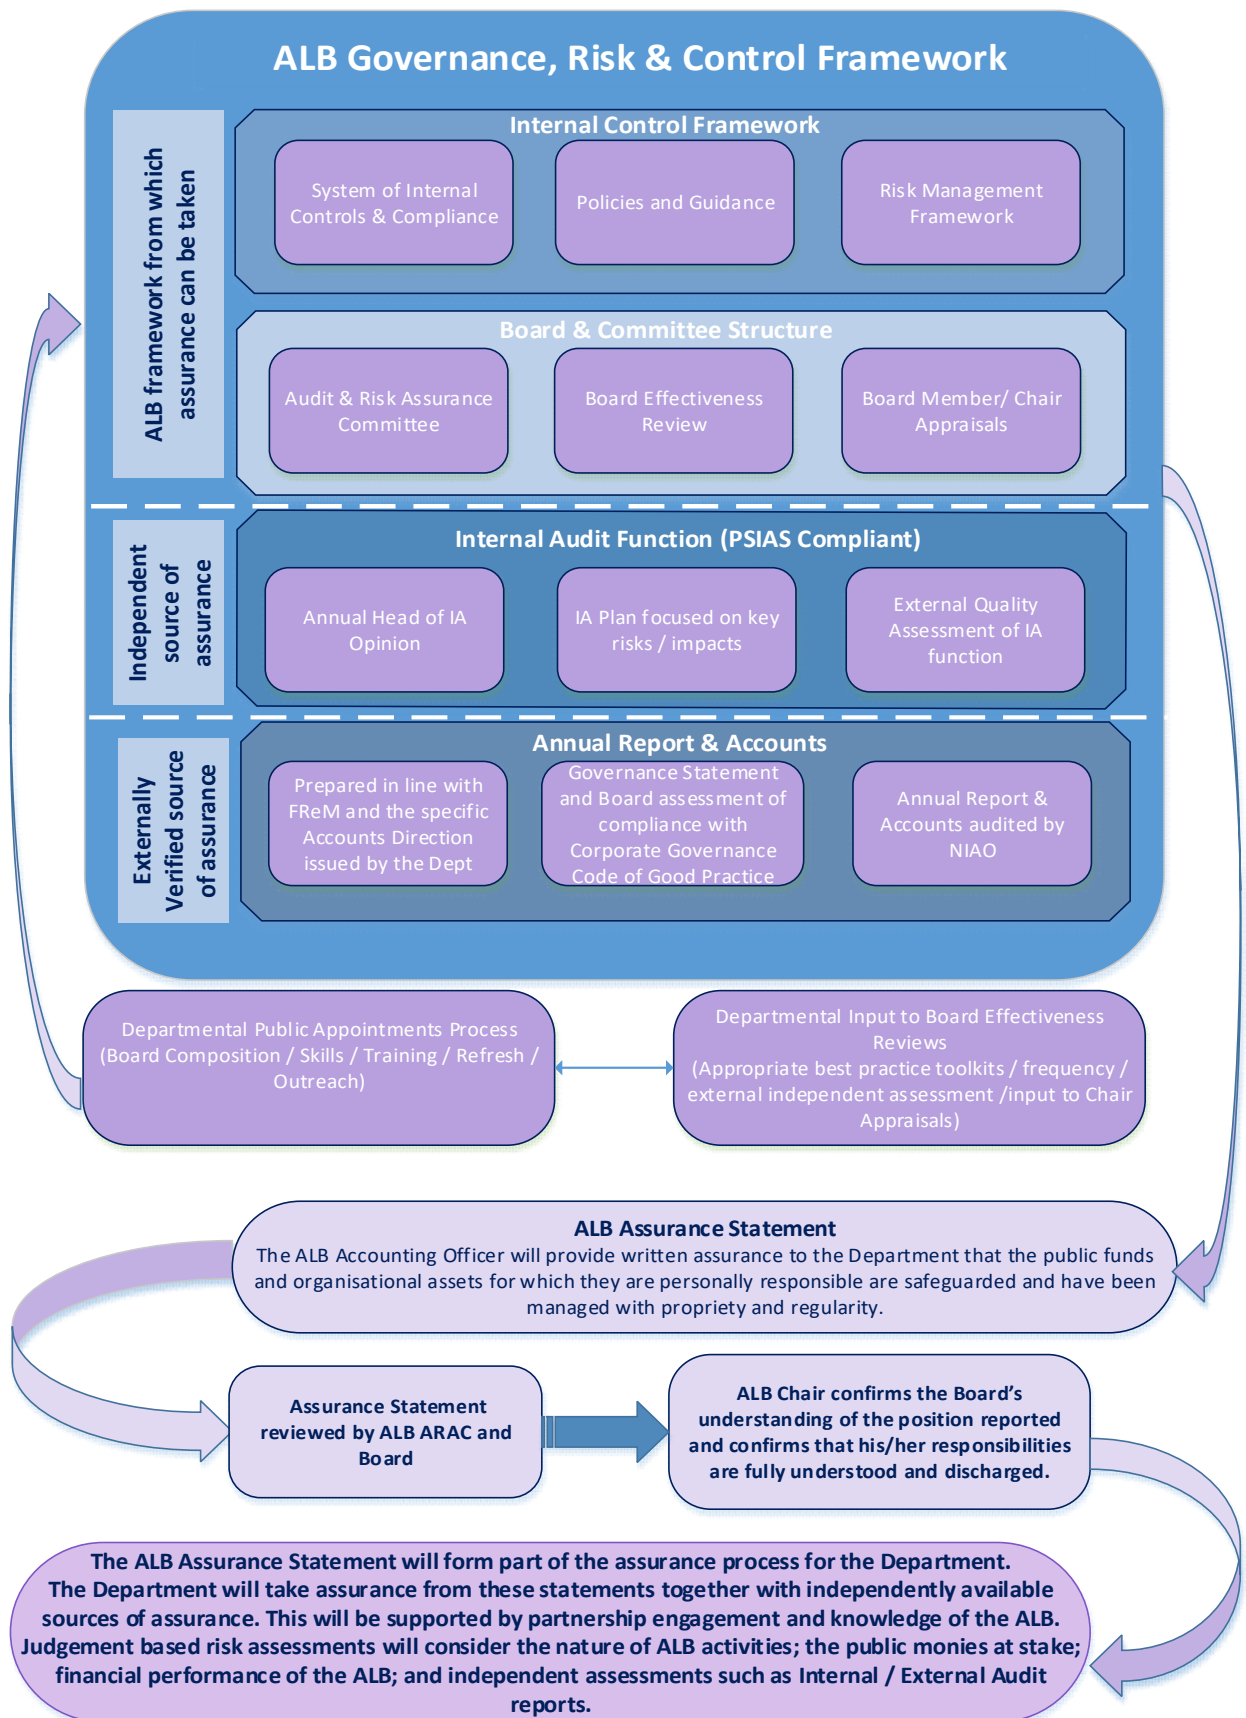 ALB Governance, Risk & Control Framework
ALB framework from which
assurance can be taken
Internal Control Framework
System of Internal
Controls & Compliance
Policies and Guidance
Risk Management
Framework
Board & Committee Structure
Audit & Risk Assurance
Committee
Board Effectiveness
Review
Board Member/ Chair
Appraisals
Independent
source of
assurance
Internal Audit Function (PSIAS Compliant)
Annual Head of IA
Opinion
IA Plan focused on key
risks / impacts
External Quality
Assessment of IA
function
Externally
Verified source
of assurance
Annual Report & Accounts
Prepared in line with
FReM and the specific
Accounts Direction
issued by the Dept
Governance Statement
and Board assessment of
compliance with
Corporate Governance
Code of Good Practice
Annual Report &
Accounts audited by
NIAO
Departmental Public Appointments Process
(Board Composition / Skills / Training / Refresh /
Outreach)
Departmental Input to Board Effectiveness
Reviews
(Appropriate best practice toolkits / frequency /
external independent assessment /input to Chair
Appraisals)
ALB Assurance Statement
The ALB Accounting Officer will provide written assurance to the Department that the public funds
and organisational assets for which they are personally responsible are safeguarded and have been
managed with propriety and regularity.
Assurance Statement
reviewed by ALB ARAC and
Board
ALB Chair confirms the Board’s
understanding of the position reported
and confirms that his/her responsibilities
are fully understood and discharged.
The ALB Assurance Statement will form part of the assurance process for the Department.
The Department will take assurance from these statements together with independently available
sources of assurance. This will be supported by partnership engagement and knowledge of the ALB.
Judgement based risk assessments will consider the nature of ALB activities; the public monies at stake;
financial performance of the ALB; and independent assessments such as Internal / External Audit
reports.